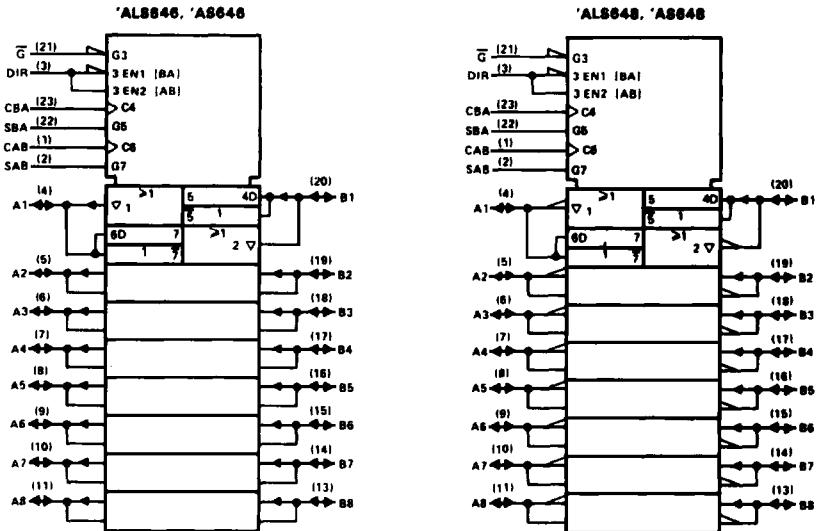 'ALS646, 'AS646
G (21) G3
DIR (3) 3 EN1 [BA]
3 EN2 [AB]
CBA (23) C4
SBA (22) G5
CAB (1) C6
SAB (2) G7
A1 (4) ▽ 1 ≥1 5 4D (20) B1
5 1
6D 7 ≥1
1 7 2 ▽
A2 (5) (19) B2
A3 (6) (18) B3
A4 (7) (17) B4
A5 (8) (16) B5
A6 (9) (15) B6
A7 (10) (14) B7
A8 (11) (13) B8
'ALS648, 'AS648
G (21) G3
DIR (3) 3 EN1 [BA]
3 EN2 [AB]
CBA (23) C4
SBA (22) G5
CAB (1) C6
SAB (2) G7
A1 (4) ▽ 1 ≥1 5 4D (20) B1
5 1
6D 7 ≥1
1 7 2 ▽
A2 (5) (19) B2
A3 (6) (18) B3
A4 (7) (17) B4
A5 (8) (16) B5
A6 (9) (15) B6
A7 (10) (14) B7
A8 (11) (13) B8